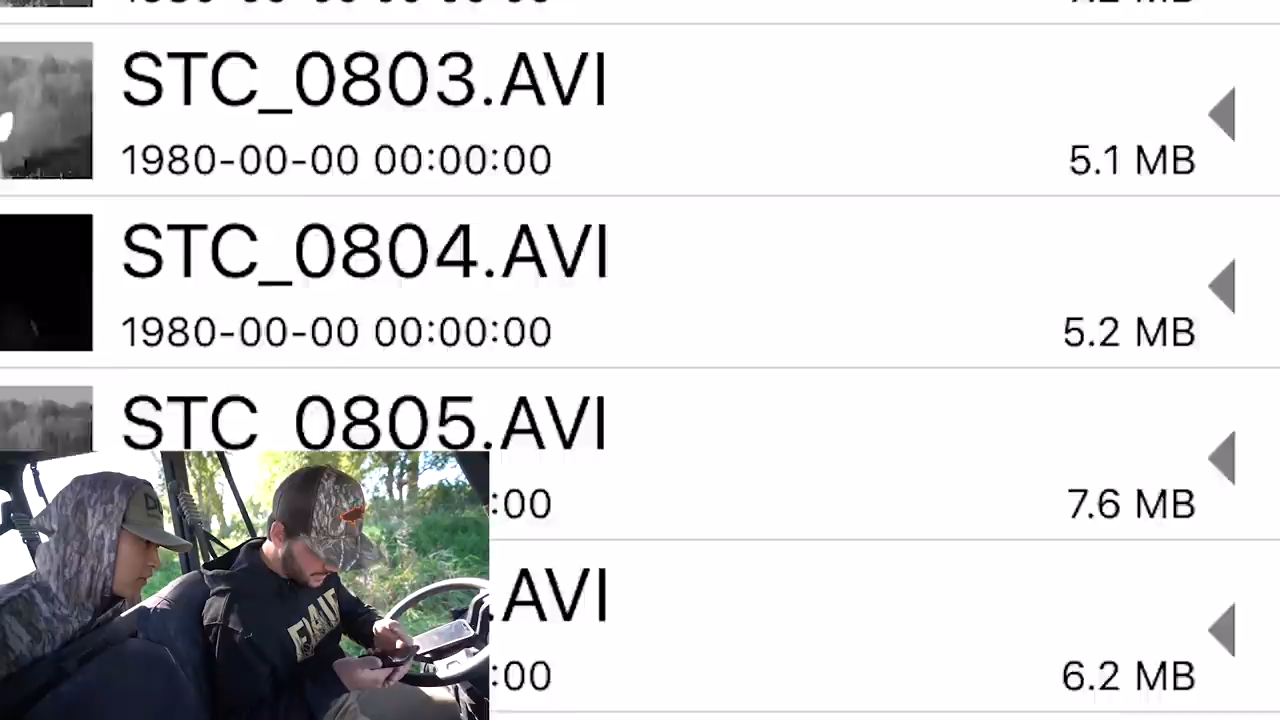 STC_0803.AVI
1980-00-00 00:00:00
5.1 MB
STC_0804.AVI
1980-00-00 00:00:00
5.2 MB
STC_0805.AVI
:00
7.6 MB
.AVI
:00
6.2 MB